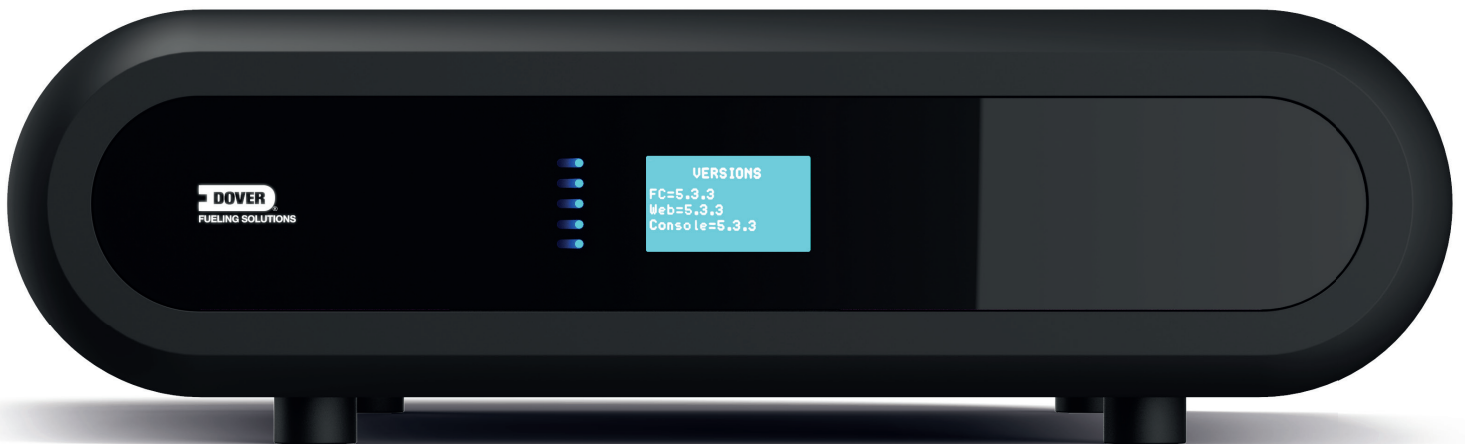 DOVER®
FUELING SOLUTIONS
VERSIONS
FC=5.3.3
Web=5.3.3
Console=5.3.3